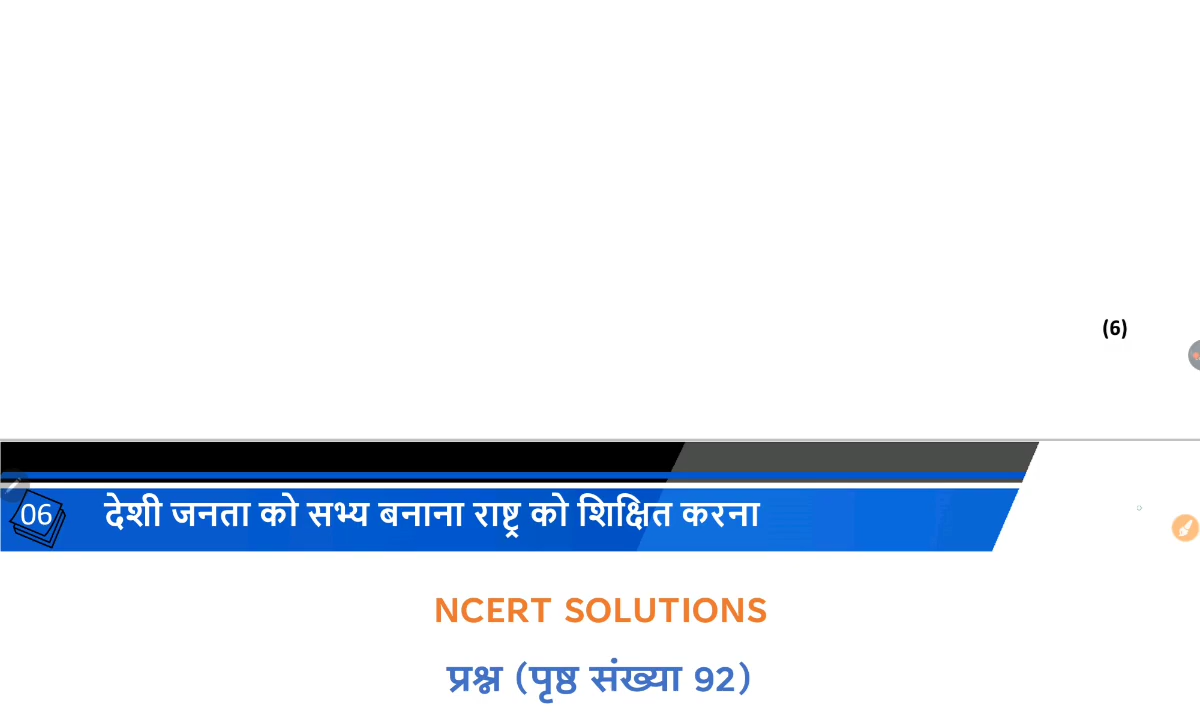 (6)
06 देशी जनता को सभ्य बनाना राष्ट्र को शिक्षित करना
NCERT SOLUTIONS
प्रश्न (पृष्ठ संख्या 92)